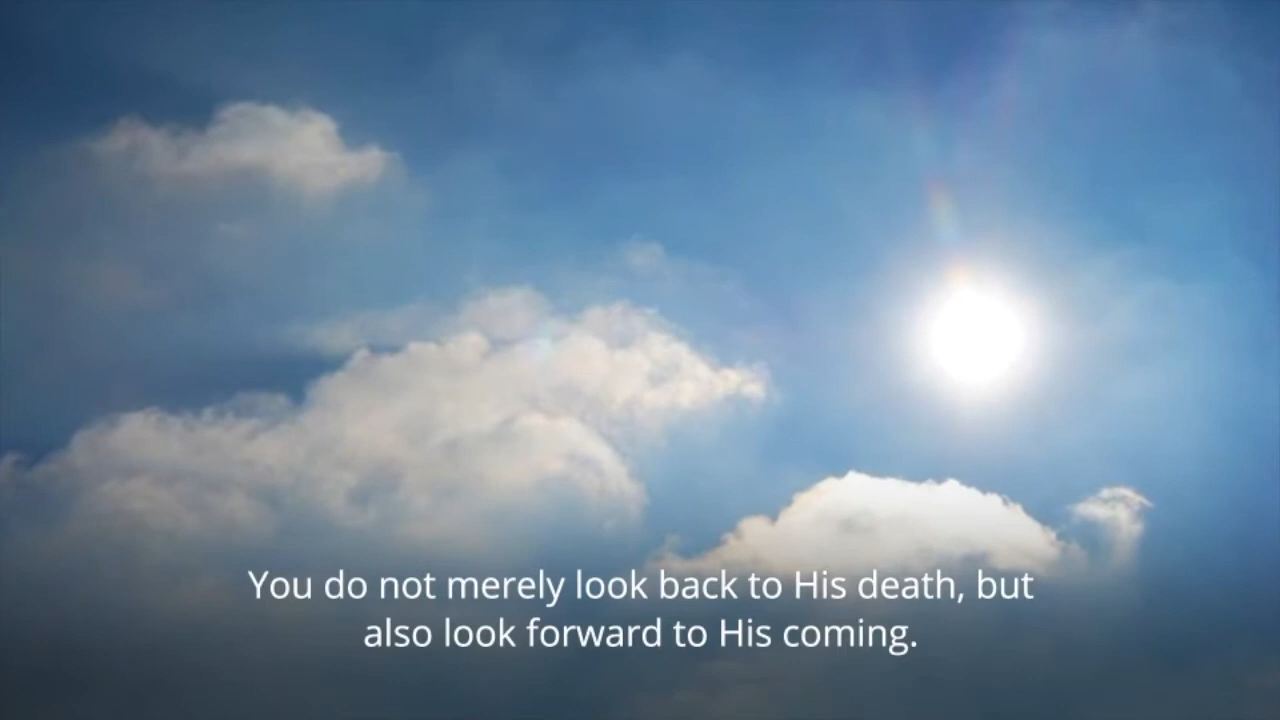 You do not merely look back to His death, but
also look forward to His coming.